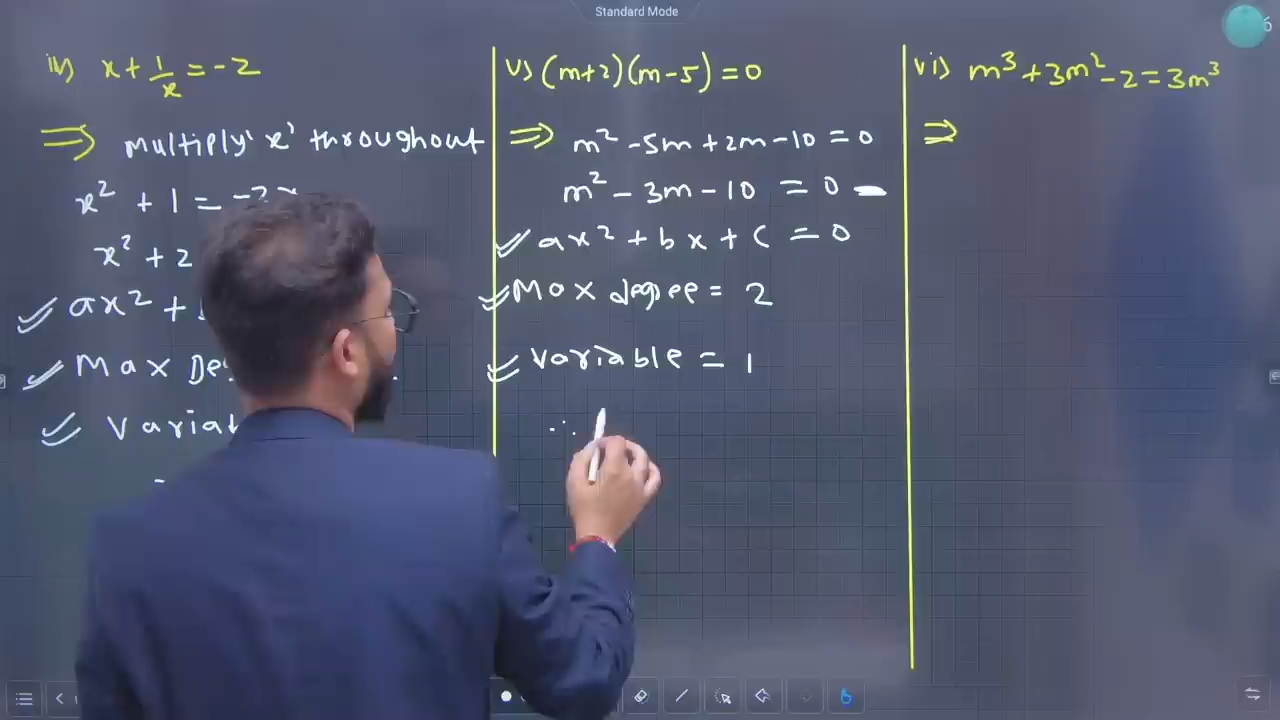 Standard Mode
iv) x + 1/x = -2
⇒ Multiply 'x' throughout
x² + 1 = -2x
x² + 2
ax² +
Max De
Variab
v) (m+2)(m-5) = 0
⇒ m² - 5m + 2m - 10 = 0
m² - 3m - 10 = 0
ax² + bx + c = 0
Max degree = 2
Variable = 1
∴
vi) m³ + 3m² - 2 = 3m³
⇒